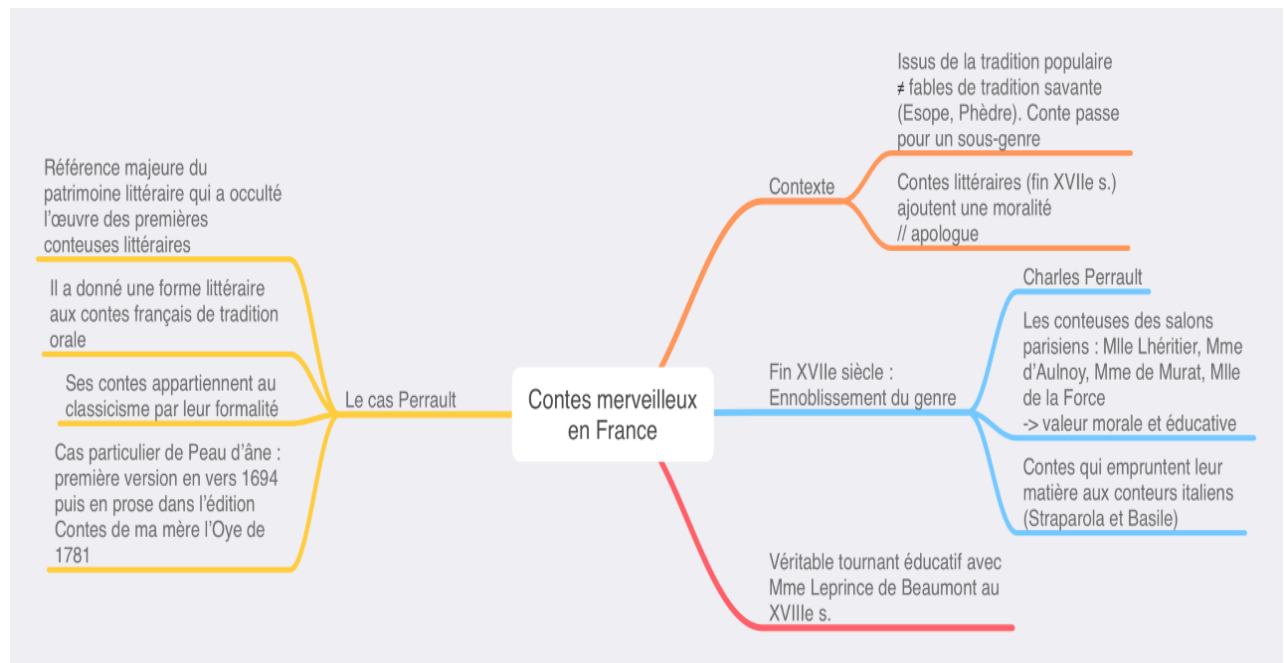 Contes merveilleux
en France
Contexte
Issus de la tradition populaire
≠ fables de tradition savante
(Esope, Phèdre). Conte passe
pour un sous-genre
Contes littéraires (fin XVIIe s.)
ajoutent une moralité
// apologue
Fin XVIIe siècle :
Ennoblissement du genre
Charles Perrault
Les conteuses des salons
parisiens : Mlle Lhéritier, Mme
d’Aulnoy, Mme de Murat, Mlle
de la Force
-> valeur morale et éducative
Contes qui empruntent leur
matière aux conteurs italiens
(Straparola et Basile)
Véritable tournant éducatif avec
Mme Leprince de Beaumont au
XVIIIe s.
Le cas Perrault
Référence majeure du
patrimoine littéraire qui a occulté
l’œuvre des premières
conteuses littéraires
Il a donné une forme littéraire
aux contes français de tradition
orale
Ses contes appartiennent au
classicisme par leur formalité
Cas particulier de Peau d’âne :
première version en vers 1694
puis en prose dans l’édition
Contes de ma mère l’Oye de
1781